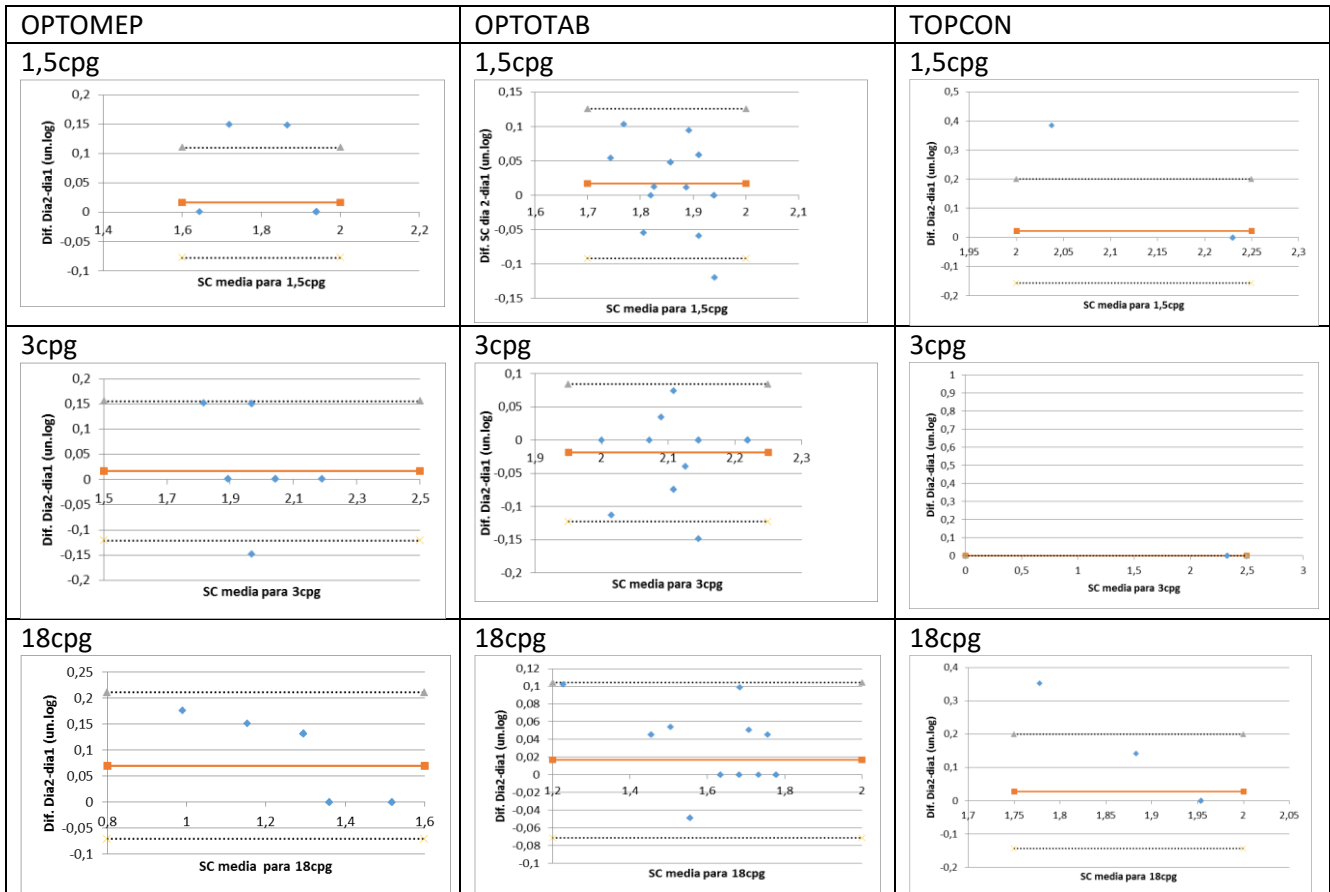 OPTOMEP
OPTOTAB
TOPCON
1,5cpg
Dif. Dia2-dia1 (un.log)
0,2
0,15
0,1
0,05
0
-0,05
-0,1
1,4 1,6 1,8 2 2,2
SC media para 1,5cpg
1,5cpg
Dif. SC dia 2-dia1 (un.log)
0,15
0,1
0,05
0
-0,05
-0,1
-0,15
1,6 1,7 1,8 1,9 2 2,1
SC media para 1,5cpg
1,5cpg
Dif. Dia2-dia1 (un.log)
0,5
0,4
0,3
0,2
0,1
0
-0,1
-0,2
1,95 2 2,05 2,1 2,15 2,2 2,25 2,3
SC media para 1,5cpg
3cpg
Dif. Dia2-dia1 (un.log)
0,2
0,15
0,1
0,05
0
-0,05
-0,1
-0,15
-0,2
1,5 1,7 1,9 2,1 2,3 2,5
SC media para 3cpg
3cpg
Dif. Dia2-dia1 (un.log)
0,1
0,05
0
-0,05
-0,1
-0,15
-0,2
1,9 2 2,1 2,2 2,3
SC media para 3cpg
3cpg
Dif. Dia2-dia1 (un.log)
1
0,9
0,8
0,7
0,6
0,5
0,4
0,3
0,2
0,1
0
0 0,5 1 1,5 2 2,5 3
SC media para 3cpg
18cpg
Dif. Dia2-dia1 (un.log)
0,25
0,2
0,15
0,1
0,05
0
-0,05
-0,1
0,8 1 1,2 1,4 1,6
SC media para 18cpg
18cpg
Dif. Dia2-dia1 (un.log)
0,12
0,1
0,08
0,06
0,04
0,02
0
-0,02
-0,04
-0,06
-0,08
-0,1
1,2 1,4 1,6 1,8 2
SC media para 18cpg
18cpg
Dif. Dia2-dia1 (un.log)
0,4
0,3
0,2
0,1
0
-0,1
-0,2
1,7 1,75 1,8 1,85 1,9 1,95 2 2,05
SC media para 18cpg